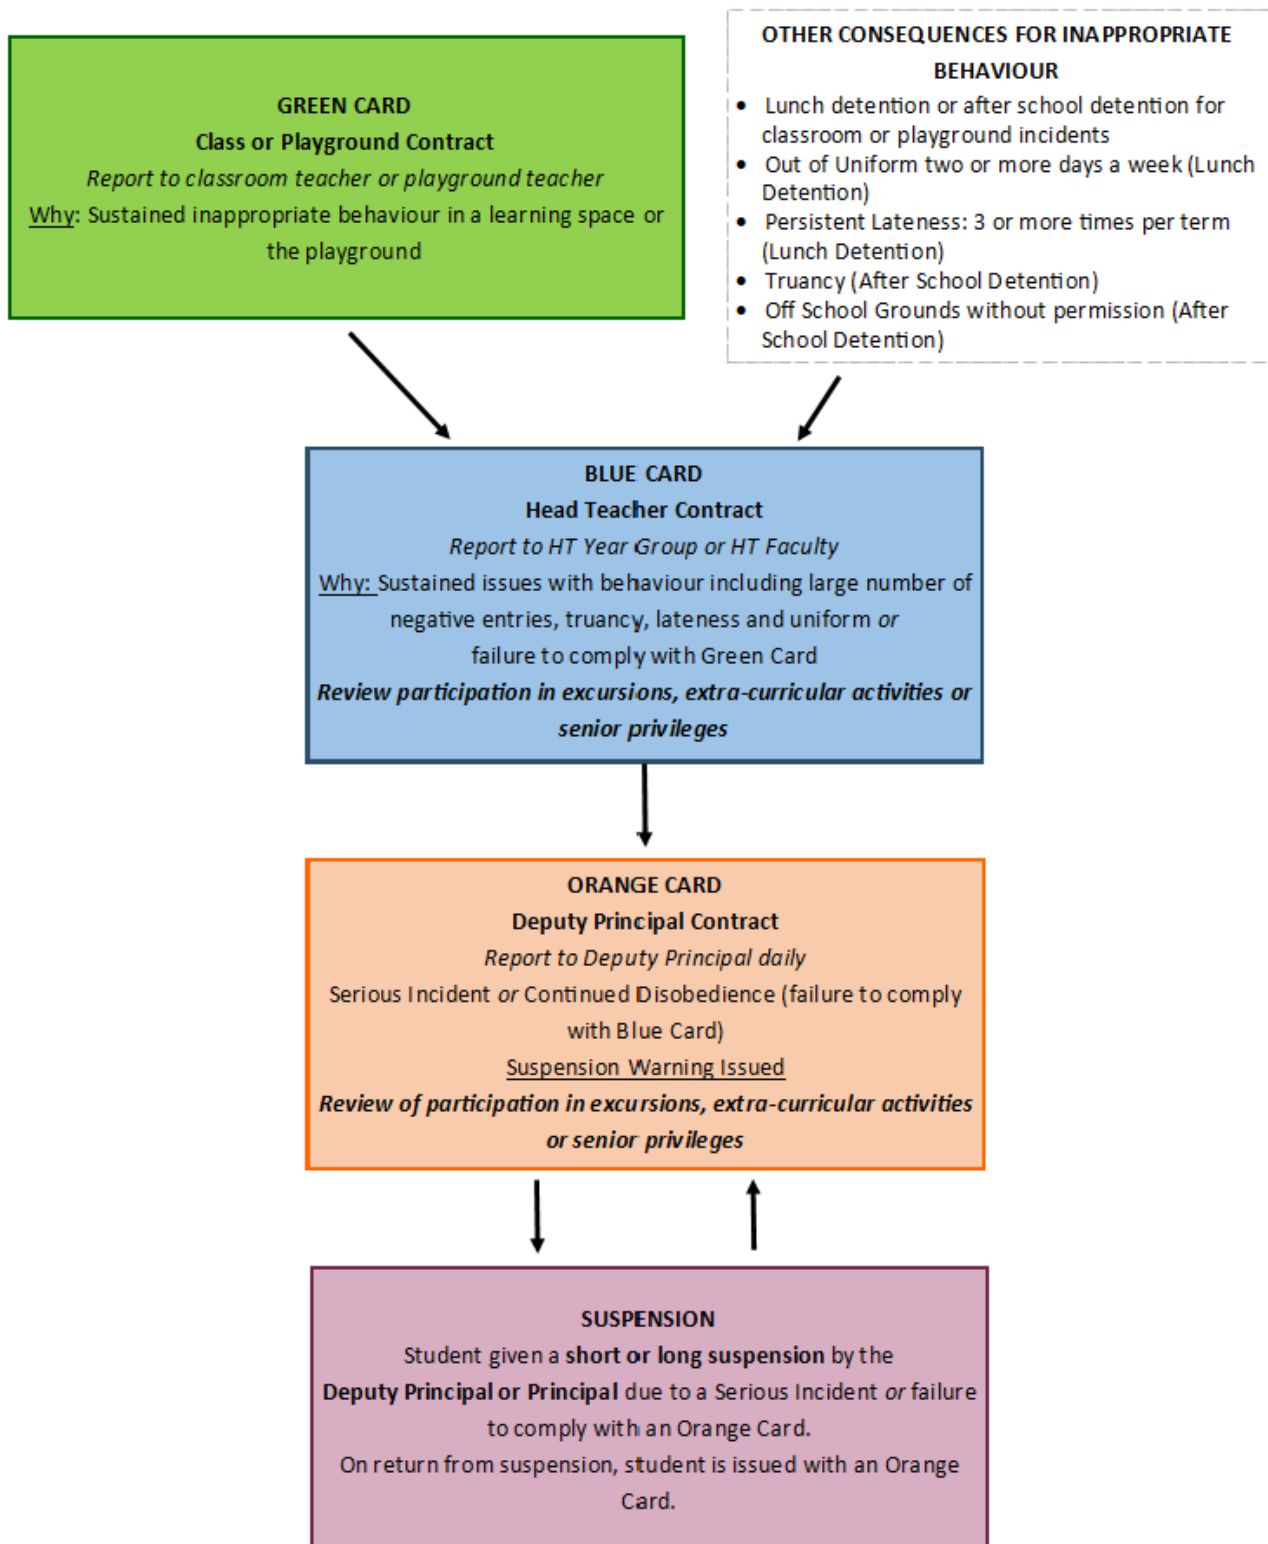 GREEN CARD
Class or Playground Contract
Report to classroom teacher or playground teacher
Why: Sustained inappropriate behaviour in a learning space or
the playground
OTHER CONSEQUENCES FOR INAPPROPRIATE
BEHAVIOUR
• Lunch detention or after school detention for
classroom or playground incidents
• Out of Uniform two or more days a week (Lunch
Detention)
• Persistent Lateness: 3 or more times per term
(Lunch Detention)
• Truancy (After School Detention)
• Off School Grounds without permission (After
School Detention)
BLUE CARD
Head Teacher Contract
Report to HT Year Group or HT Faculty
Why: Sustained issues with behaviour including large number of
negative entries, truancy, lateness and uniform or
failure to comply with Green Card
Review participation in excursions, extra-curricular activities or
senior privileges
ORANGE CARD
Deputy Principal Contract
Report to Deputy Principal daily
Serious Incident or Continued Disobedience (failure to comply
with Blue Card)
Suspension Warning Issued
Review of participation in excursions, extra-curricular activities
or senior privileges
SUSPENSION
Student given a short or long suspension by the
Deputy Principal or Principal due to a Serious Incident or failure
to comply with an Orange Card.
On return from suspension, student is issued with an Orange
Card.